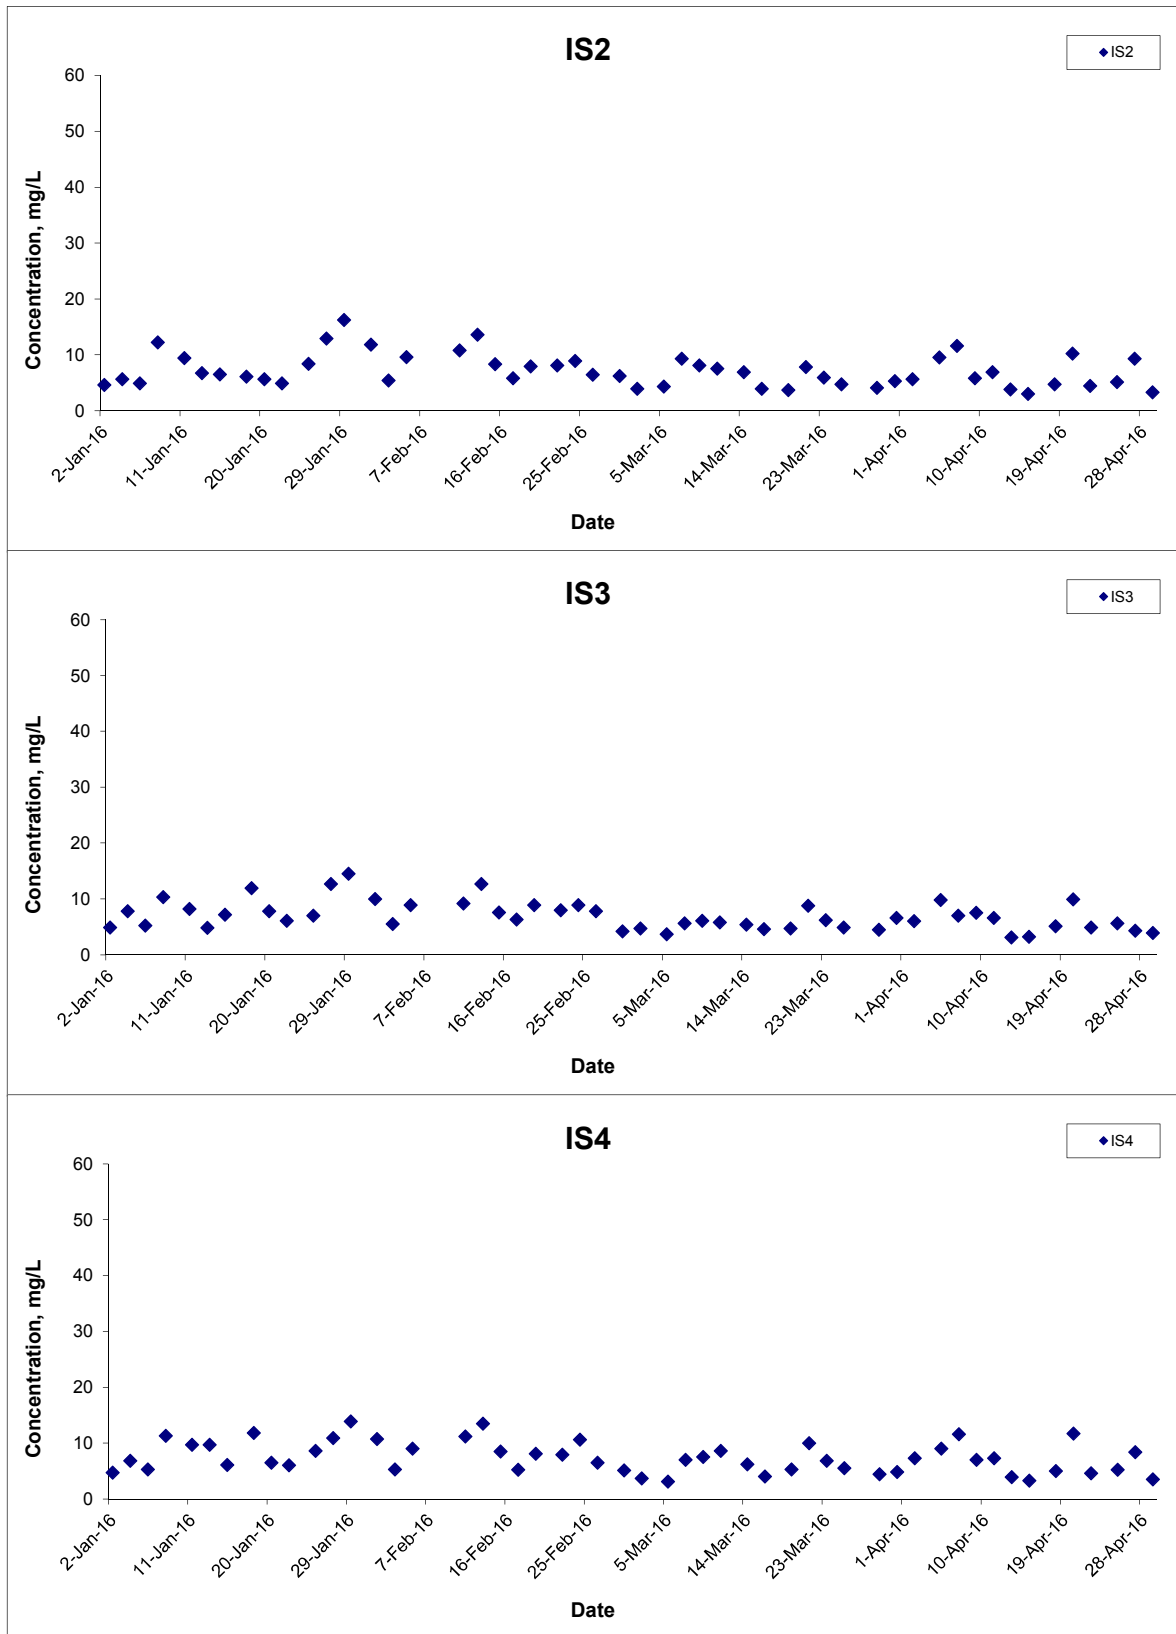 IS2
IS2
60
50
40
30
20
10
0
Concentration, mg/L
2-Jan-16
11-Jan-16
20-Jan-16
29-Jan-16
7-Feb-16
16-Feb-16
25-Feb-16
5-Mar-16
14-Mar-16
23-Mar-16
1-Apr-16
10-Apr-16
19-Apr-16
28-Apr-16
Date
IS3
IS3
60
50
40
30
20
10
0
Concentration, mg/L
2-Jan-16
11-Jan-16
20-Jan-16
29-Jan-16
7-Feb-16
16-Feb-16
25-Feb-16
5-Mar-16
14-Mar-16
23-Mar-16
1-Apr-16
10-Apr-16
19-Apr-16
28-Apr-16
Date
IS4
IS4
60
50
40
30
20
10
0
Concentration, mg/L
2-Jan-16
11-Jan-16
20-Jan-16
29-Jan-16
7-Feb-16
16-Feb-16
25-Feb-16
5-Mar-16
14-Mar-16
23-Mar-16
1-Apr-16
10-Apr-16
19-Apr-16
28-Apr-16
Date